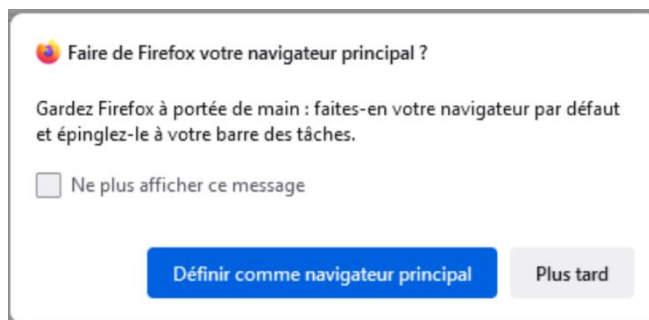 Faire de Firefox votre navigateur principal ?
Gardez Firefox à portée de main : faites-en votre navigateur par défaut
et épinglez-le à votre barre des tâches.
Ne plus afficher ce message
Définir comme navigateur principal
Plus tard